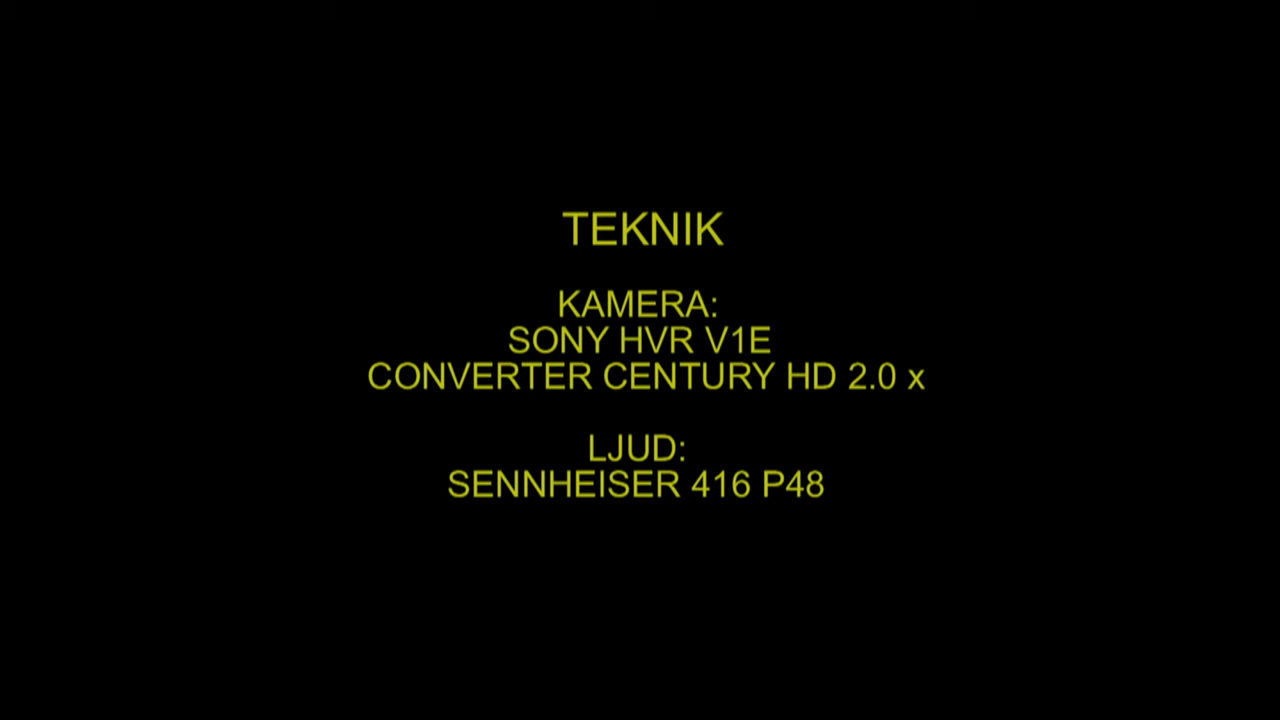 TEKNIK
KAMERA:
SONY HVR V1E
CONVERTER CENTURY HD 2.0 x
LJUD:
SENNHEISER 416 P48